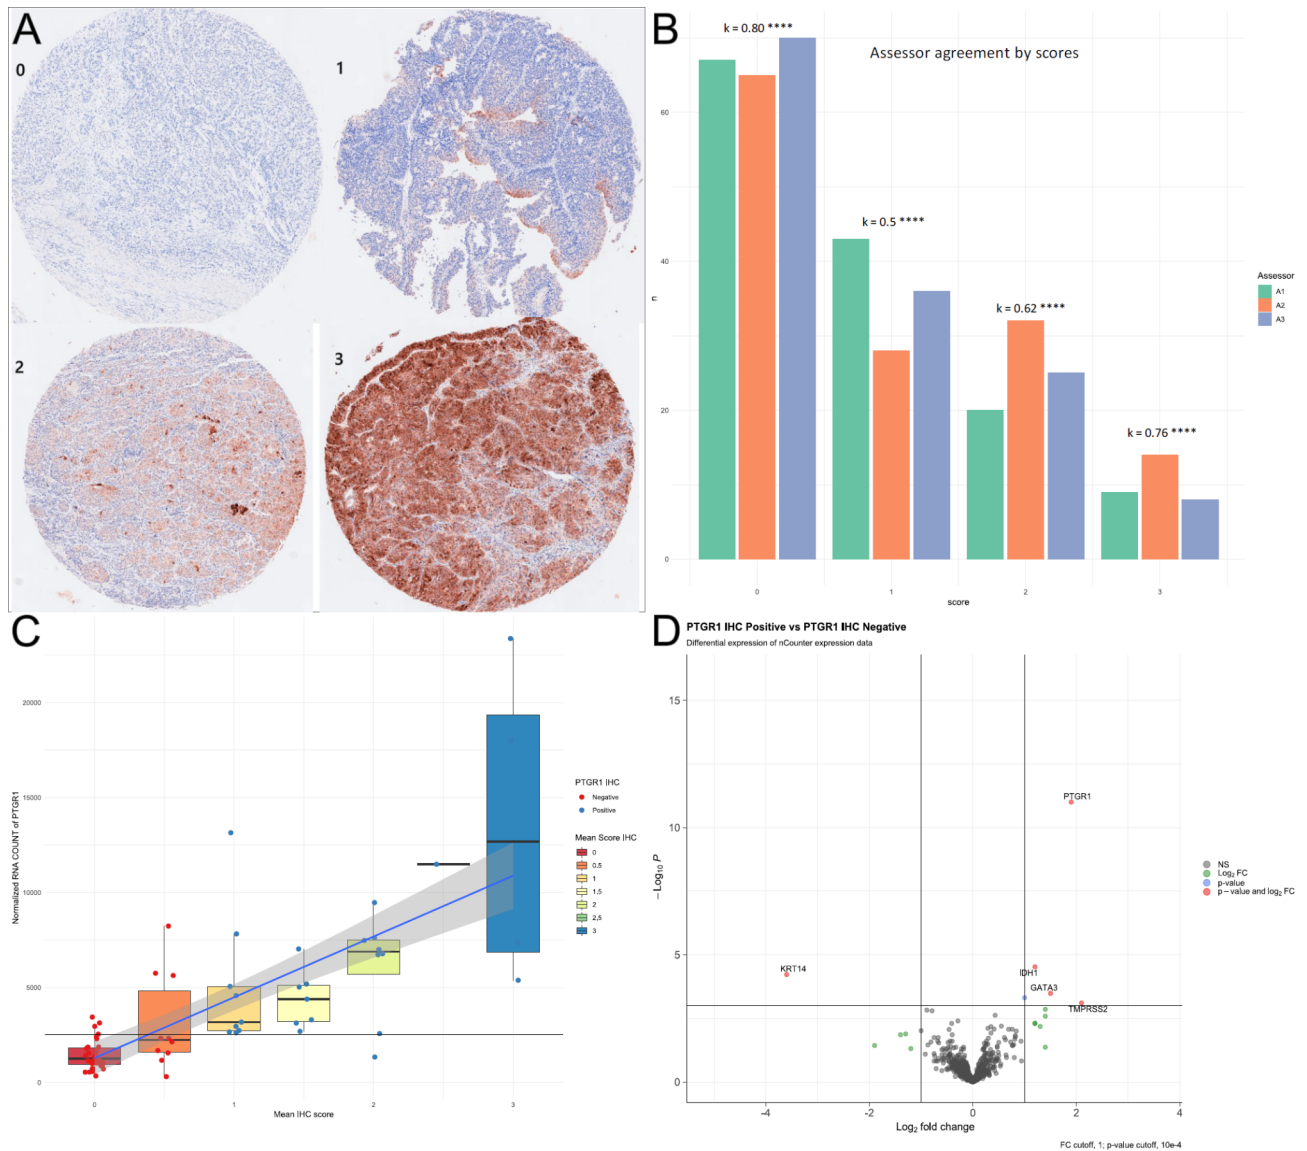 A
0
1
2
3
B
Assessor agreement by scores
k = 0.80 ****
k = 0.5 ****
k = 0.62 ****
k = 0.76 ****
60
40
20
0
n
0 1 2 3
score
Assessor
A1
A2
A3
C
Normalized RNA COUNT of PTGR1
20000
15000
10000
5000
0
0 1 2 3
Mean IHC score
PTGR1 IHC
Negative
Positive
Mean Score IHC
0
0.5
1
1,5
2
2,5
3
D
PTGR1 IHC Positive vs PTGR1 IHC Negative
Differential expression of nCounter expression data
− Log10 P
15
10
5
0
PTGR1
KRT14
IDH1
GATA3
TMPRSS2
-4 -2 0 2 4
Log2 fold change
NS
Log2 FC
p-value
p − value and log2 FC
FC cutoff, 1; p-value cutoff, 10e-4